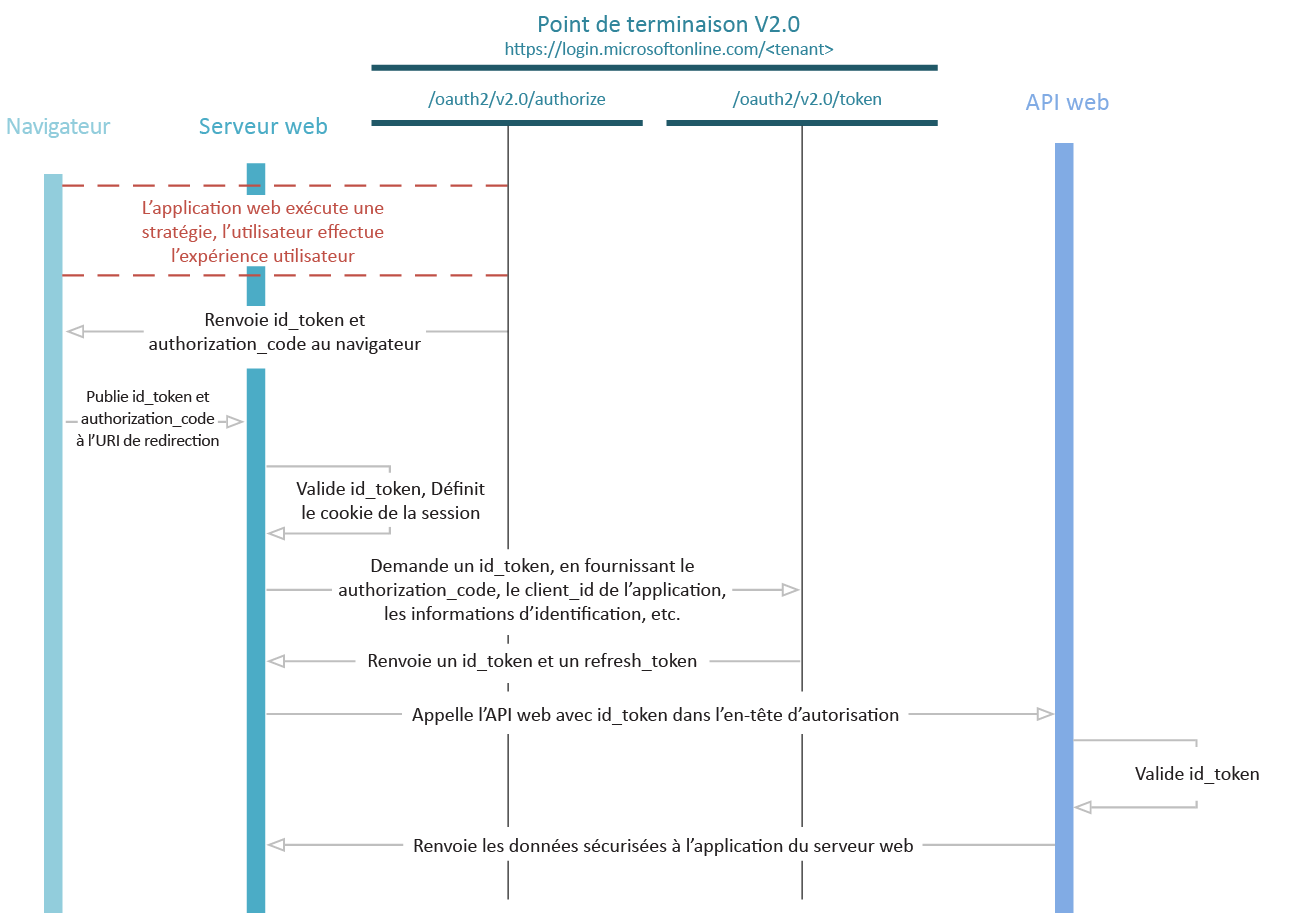 Point de terminaison V2.0
https://login.microsoftonline.com/<tenant>
/oauth2/v2.0/authorize
/oauth2/v2.0/token
API web
Navigateur
Serveur web
L’application web exécute une
stratégie, l’utilisateur effectue
l’expérience utilisateur
Renvoie id_token et
authorization_code au navigateur
Publie id_token et
authorization_code
à l’URI de redirection
Valide id_token, Définit
le cookie de la session
Demande un id_token, en fournissant le
authorization_code, le client_id de l’application,
les informations d’identification, etc.
Renvoie un id_token et un refresh_token
Appelle l’API web avec id_token dans l’en-tête d’autorisation
Valide id_token
Renvoie les données sécurisées à l’application du serveur web